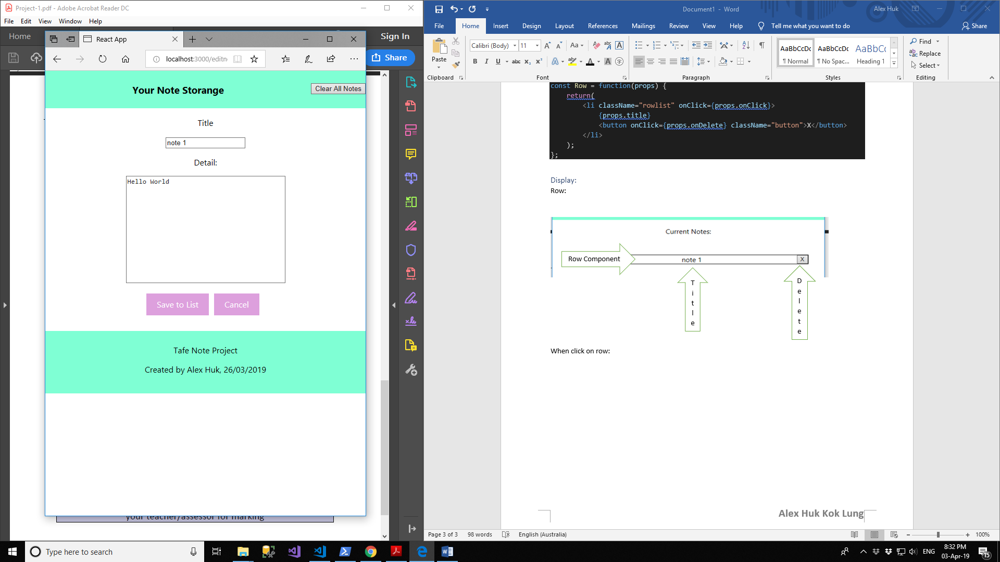 Project-1.pdf - Adobe Acrobat Reader DC
File Edit View Window Help
Home
Sign In
Share
React App
localhost:3000/editn
Your Note Storange
Clear All Notes
Title
note 1
Detail:
Hello World
Save to List
Cancel
Tafe Note Project
Created by Alex Huk, 26/03/2019
your teacher/assessor for marking
Document1 - Word
Alex Huk
File Home Insert Design Layout References Mailings Review View Help Tell me what you want to do Share
Paste
Clipboard
Calibri (Body) 11
Font
Paragraph
AaBbCcDc AaBbCcDc AaBbCc
¶ Normal ¶ No Spac... Heading 1
Styles
Find
Replace
Select
Editing
const Row = function(props) {
return(
<li className="rowlist" onClick={props.onClick}>
{props.title}
<button onClick={props.onDelete} className="button">X</button>
</li>
);
};
Display:
Row:
Current Notes:
Row Component
note 1
X
Title
Delete
When click on row:
Alex Huk Kok Lung
Page 3 of 3 98 words English (Australia) 100%
Type here to search
ENG
8:32 PM
03-Apr-19
15